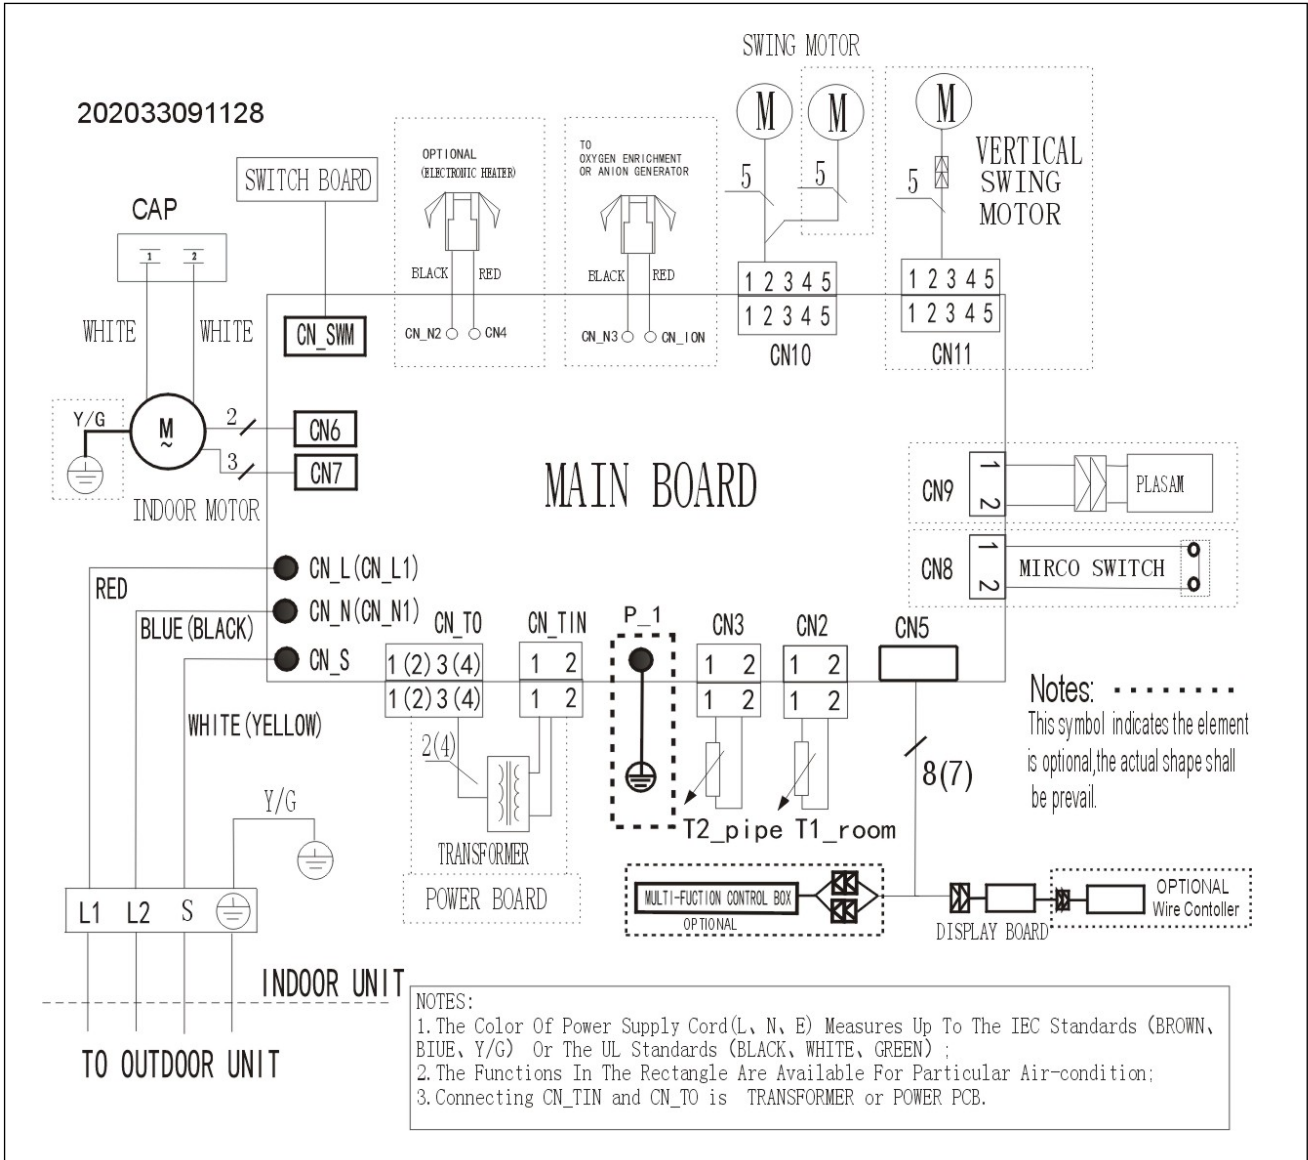 SWING MOTOR
202033091128
M
M
M
OPTIONAL
(ELECTRONIC HEATER)
TO
OXYGEN ENRICHMENT
OR ANION GENERATOR
VERTICAL
SWING
MOTOR
SWITCH BOARD
5
5
5
CAP
1
2
BLACK
RED
BLACK
RED
1 2 3 4 5
1 2 3 4 5
1 2 3 4 5
1 2 3 4 5
WHITE
WHITE
CN_SWM
CN_N2
CN4
CN_N3
CN_ION
CN10
CN11
Y/G
M
~
2
CN6
3
CN7
INDOOR MOTOR
MAIN BOARD
CN9
1
2
PLASAM
CN8
1
2
MIRCO SWITCH
RED
CN_L(CN_L1)
BLUE(BLACK)
CN_N(CN_N1)
CN_S
WHITE(YELLOW)
CN_TO
CN_TIN
P_1
CN3
CN2
CN5
1(2)3(4)
1(2)3(4)
1 2
1 2
1 2
1 2
1 2
1 2
2(4)
8(7)
Notes:
This symbol indicates the element
is optional,the actual shape shall
be prevail.
Y/G
TRANSFORMER
T2_pipe
T1_room
POWER BOARD
MULTI-FUCTION CONTROL BOX
OPTIONAL
DISPLAY BOARD
OPTIONAL
Wire Contoller
L1 L2 S
INDOOR UNIT
TO OUTDOOR UNIT
NOTES:
1.The Color Of Power Supply Cord(L、N、E) Measures Up To The IEC Standards (BROWN、
BIUE、Y/G) Or The UL Standards (BLACK、WHITE、GREEN) ;
2.The Functions In The Rectangle Are Available For Particular Air-condition;
3.Connecting CN_TIN and CN_TO is TRANSFORMER or POWER PCB.